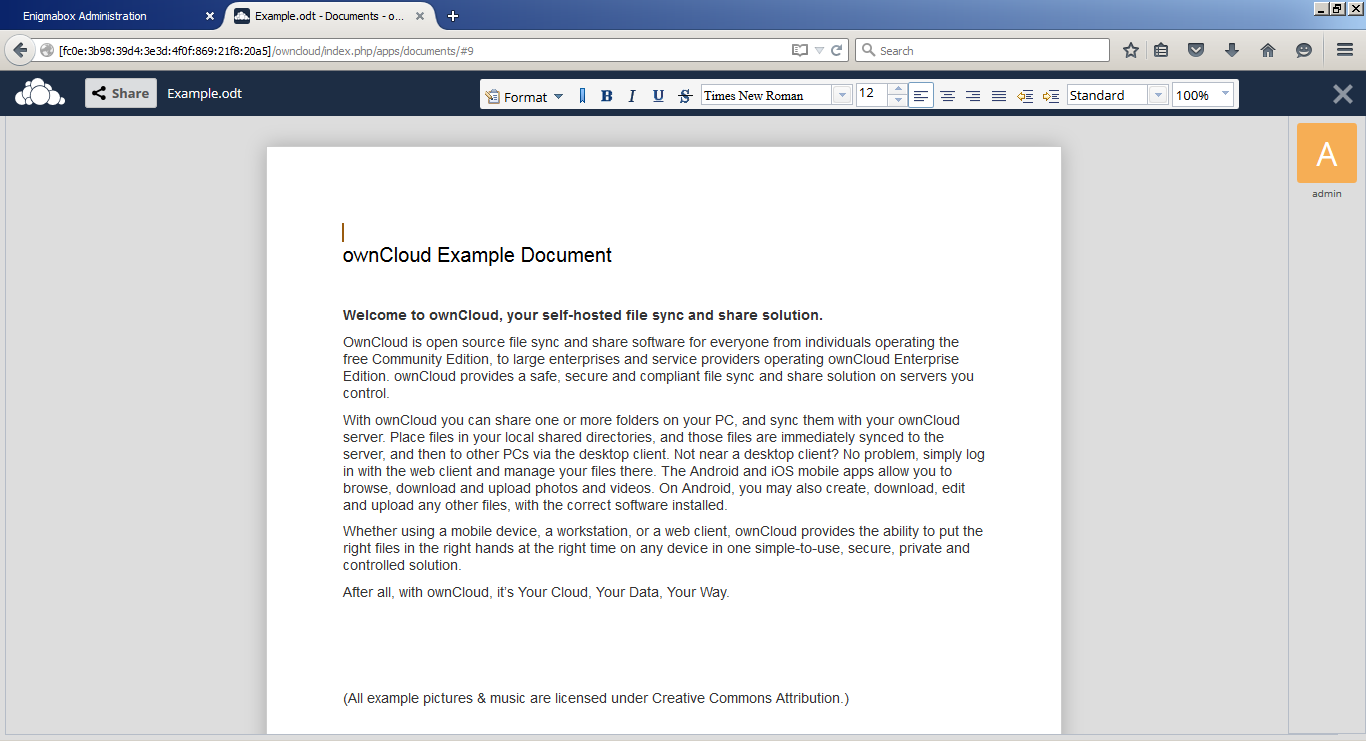 Enigmabox Administration
Example.odt - Documents - o...
[fc0e:3b98:39d4:3e3d:4f0f:869:21f8:20a5]/owncloud/index.php/apps/documents/#9
Search
Share
Example.odt
Format
B I U S
Times New Roman
12
Standard
100%
A
admin
ownCloud Example Document
Welcome to ownCloud, your self-hosted file sync and share solution.
OwnCloud is open source file sync and share software for everyone from individuals operating the
free Community Edition, to large enterprises and service providers operating ownCloud Enterprise
Edition. ownCloud provides a safe, secure and compliant file sync and share solution on servers you
control.
With ownCloud you can share one or more folders on your PC, and sync them with your ownCloud
server. Place files in your local shared directories, and those files are immediately synced to the
server, and then to other PCs via the desktop client. Not near a desktop client? No problem, simply log
in with the web client and manage your files there. The Android and iOS mobile apps allow you to
browse, download and upload photos and videos. On Android, you may also create, download, edit
and upload any other files, with the correct software installed.
Whether using a mobile device, a workstation, or a web client, ownCloud provides the ability to put the
right files in the right hands at the right time on any device in one simple-to-use, secure, private and
controlled solution.
After all, with ownCloud, it’s Your Cloud, Your Data, Your Way.
(All example pictures & music are licensed under Creative Commons Attribution.)